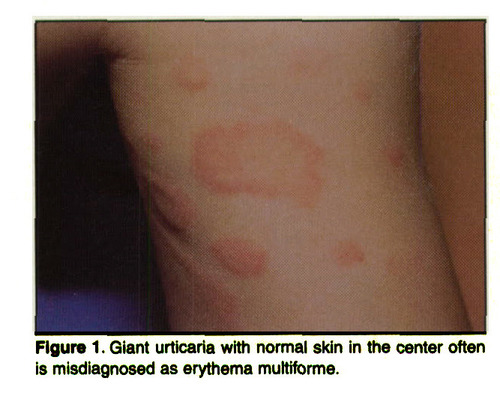 Figure 1. Giant urticaria with normal skin in the center often
is misdiagnosed as erythema multiforme.